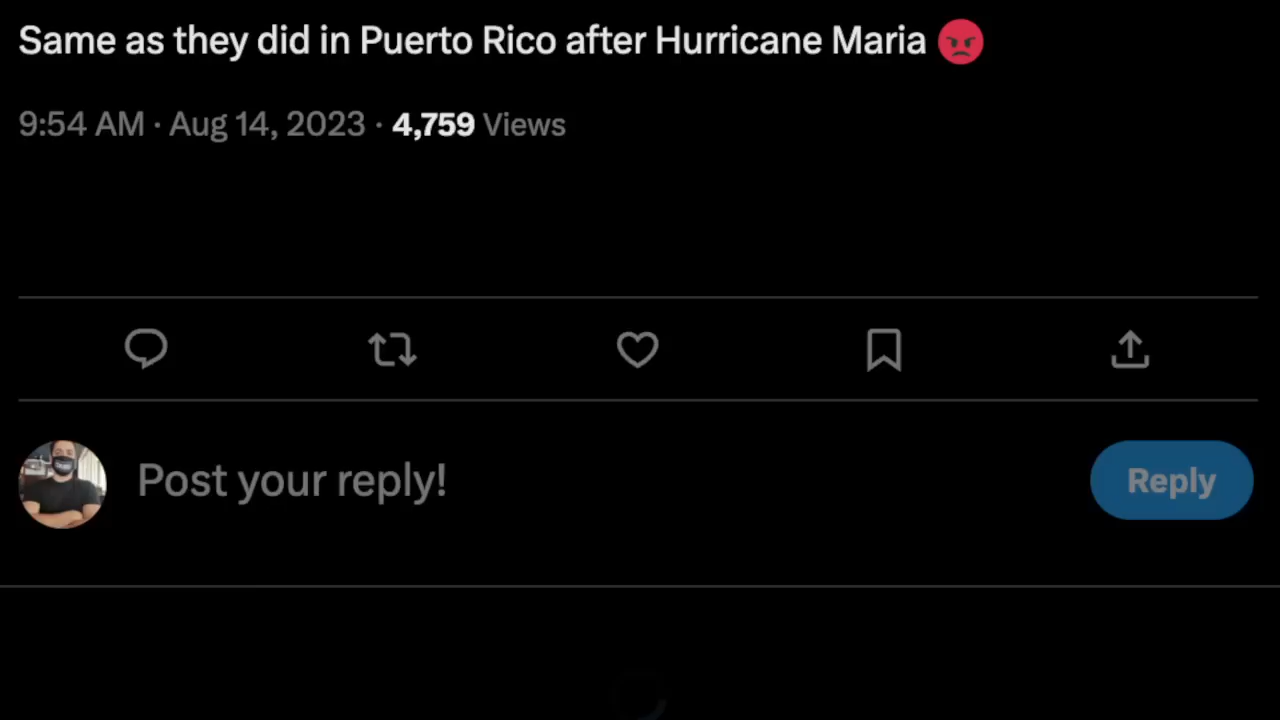 Same as they did in Puerto Rico after Hurricane Maria 😡
9:54 AM · Aug 14, 2023 · 4,759 Views
Post your reply!
Reply